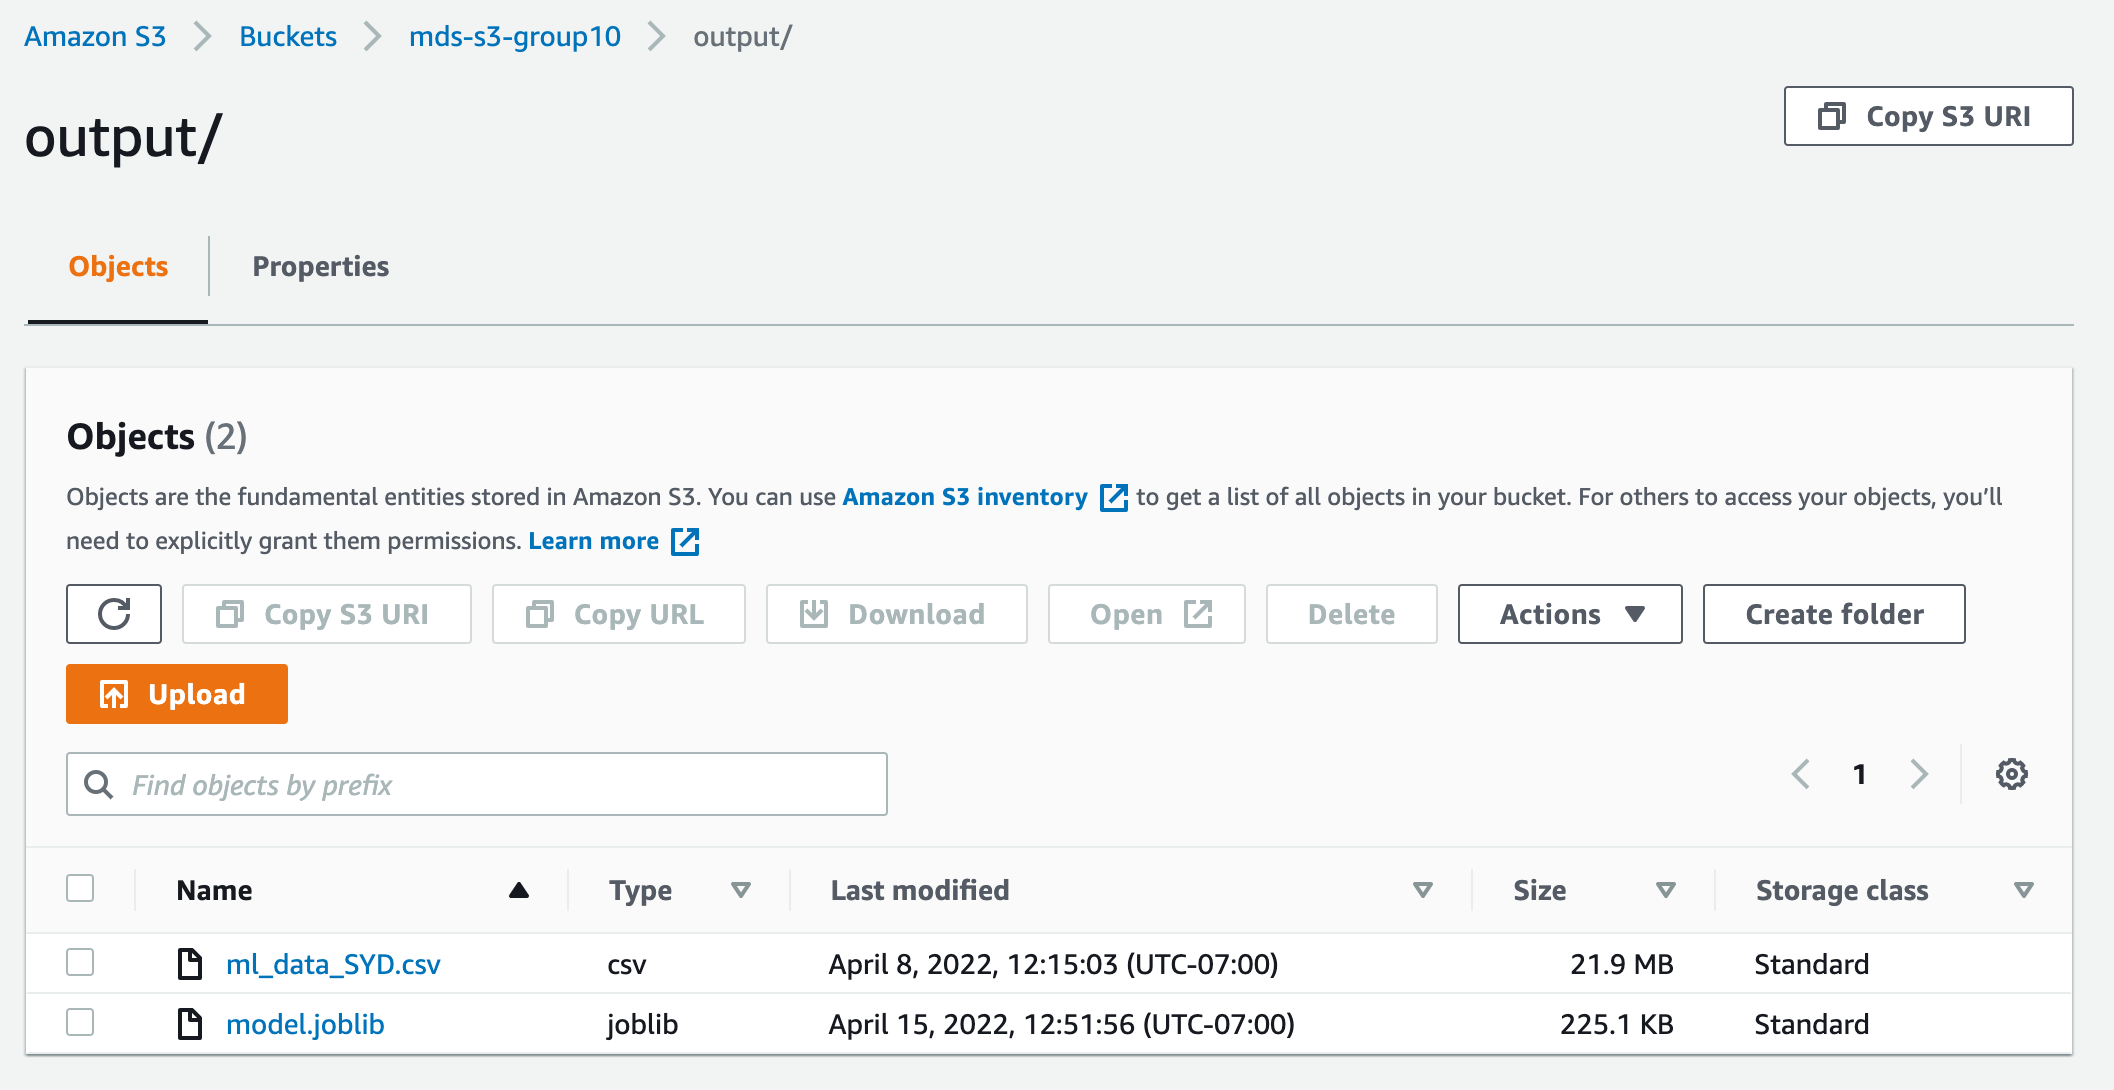 Amazon S3 Buckets mds-s3-group10 output/
output/
Copy S3 URI
Objects Properties
Objects (2)
Objects are the fundamental entities stored in Amazon S3. You can use Amazon S3 inventory to get a list of all objects in your bucket. For others to access your objects, you’ll
need to explicitly grant them permissions. Learn more
Copy S3 URI Copy URL Download Open Delete Actions Create folder
Upload
Find objects by prefix 1
Name Type Last modified Size Storage class
ml_data_SYD.csv csv April 8, 2022, 12:15:03 (UTC-07:00) 21.9 MB Standard
model.joblib joblib April 15, 2022, 12:51:56 (UTC-07:00) 225.1 KB Standard